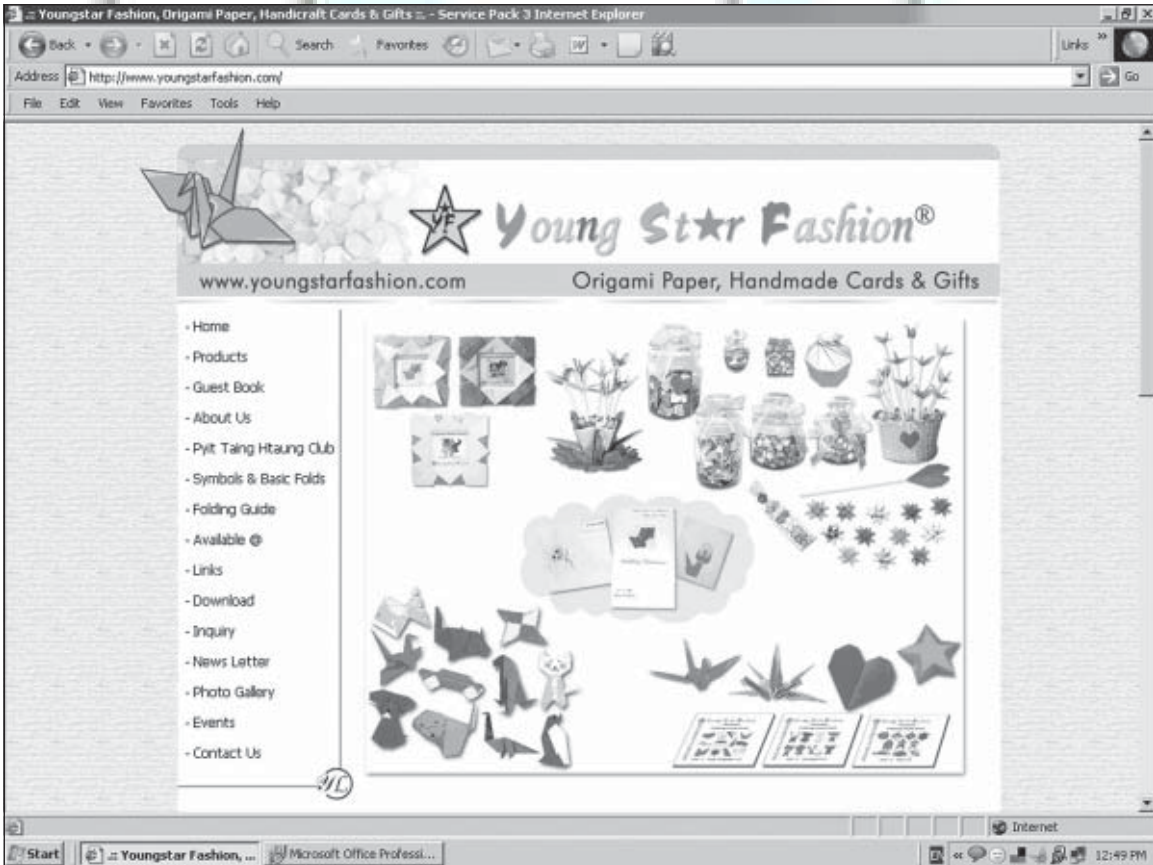 .:: Youngstar Fashion, Origami Paper, Handicraft Cards & Gifts ::. - Service Pack 3 Internet Explorer
Back Search Favorites Links »
Address http://www.youngstarfashion.com/ Go
File Edit View Favorites Tools Help
YF Young Star Fashion®
www.youngstarfashion.com Origami Paper, Handmade Cards & Gifts
- Home
- Products
- Guest Book
- About Us
- Pyit Taing Htaung Club
- Symbols & Basic Folds
- Folding Guide
- Available @
- Links
- Download
- Inquiry
- News Letter
- Photo Gallery
- Events
- Contact Us
YL
Internet
Start .:: Youngstar Fashion, ... Microsoft Office Professi... « 12:49 PM